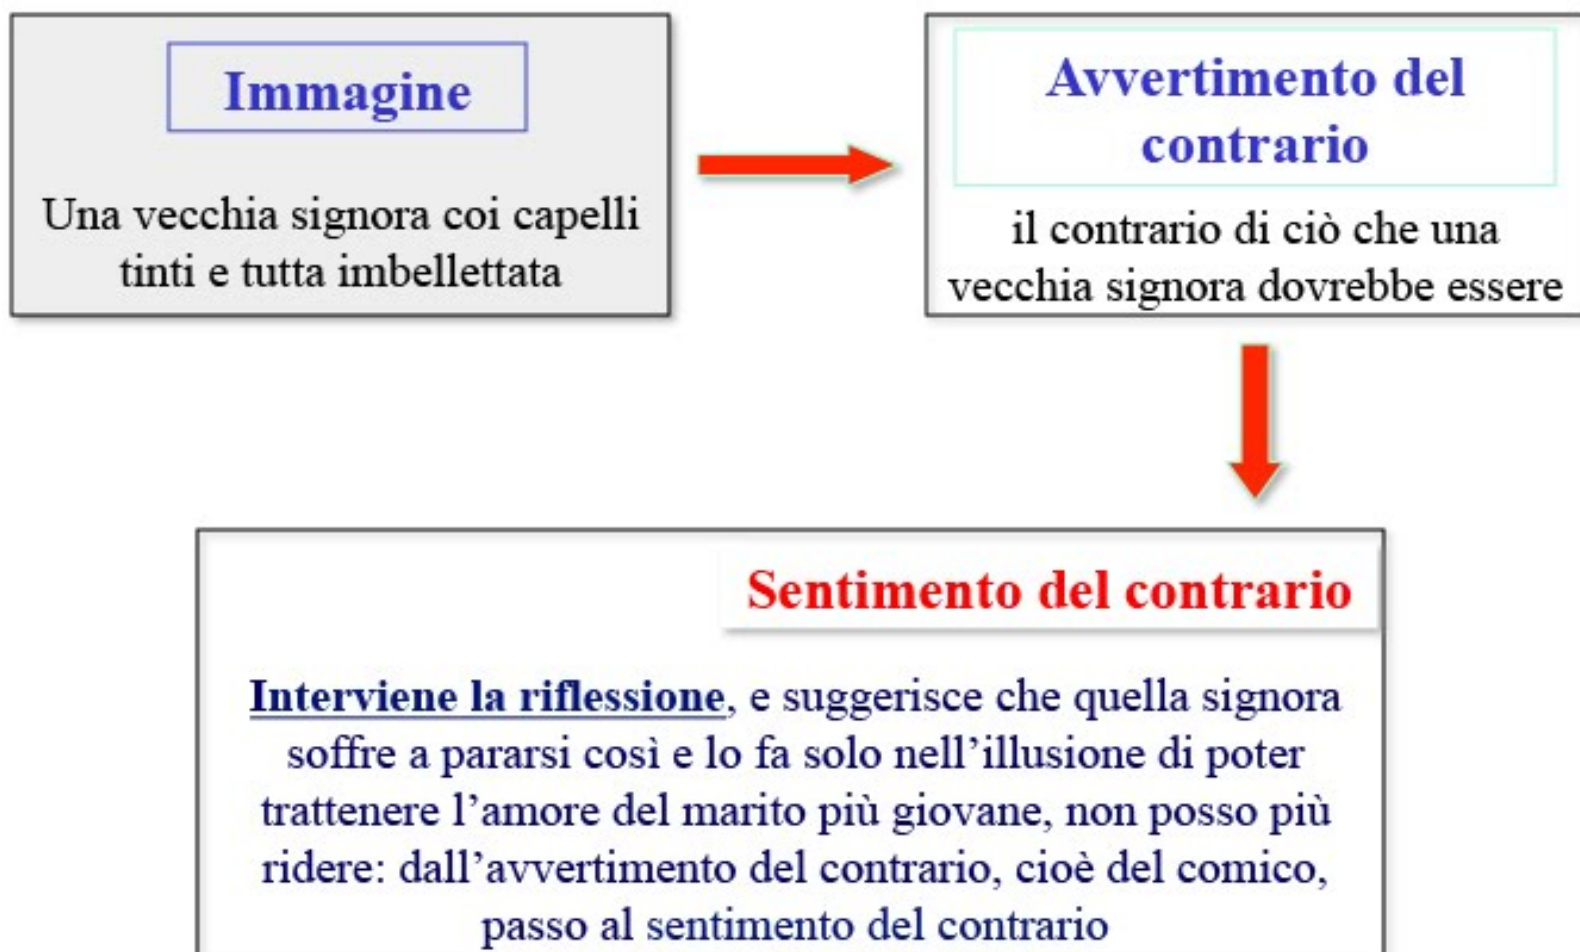 Immagine
Una vecchia signora coi capelli
tinti e tutta imbellettata
Avvertimento del
contrario
il contrario di ciò che una
vecchia signora dovrebbe essere
Sentimento del contrario
Interviene la riflessione, e suggerisce che quella signora
soffre a pararsi così e lo fa solo nell’illusione di poter
trattenere l’amore del marito più giovane, non posso più
ridere: dall’avvertimento del contrario, cioè del comico,
passo al sentimento del contrario